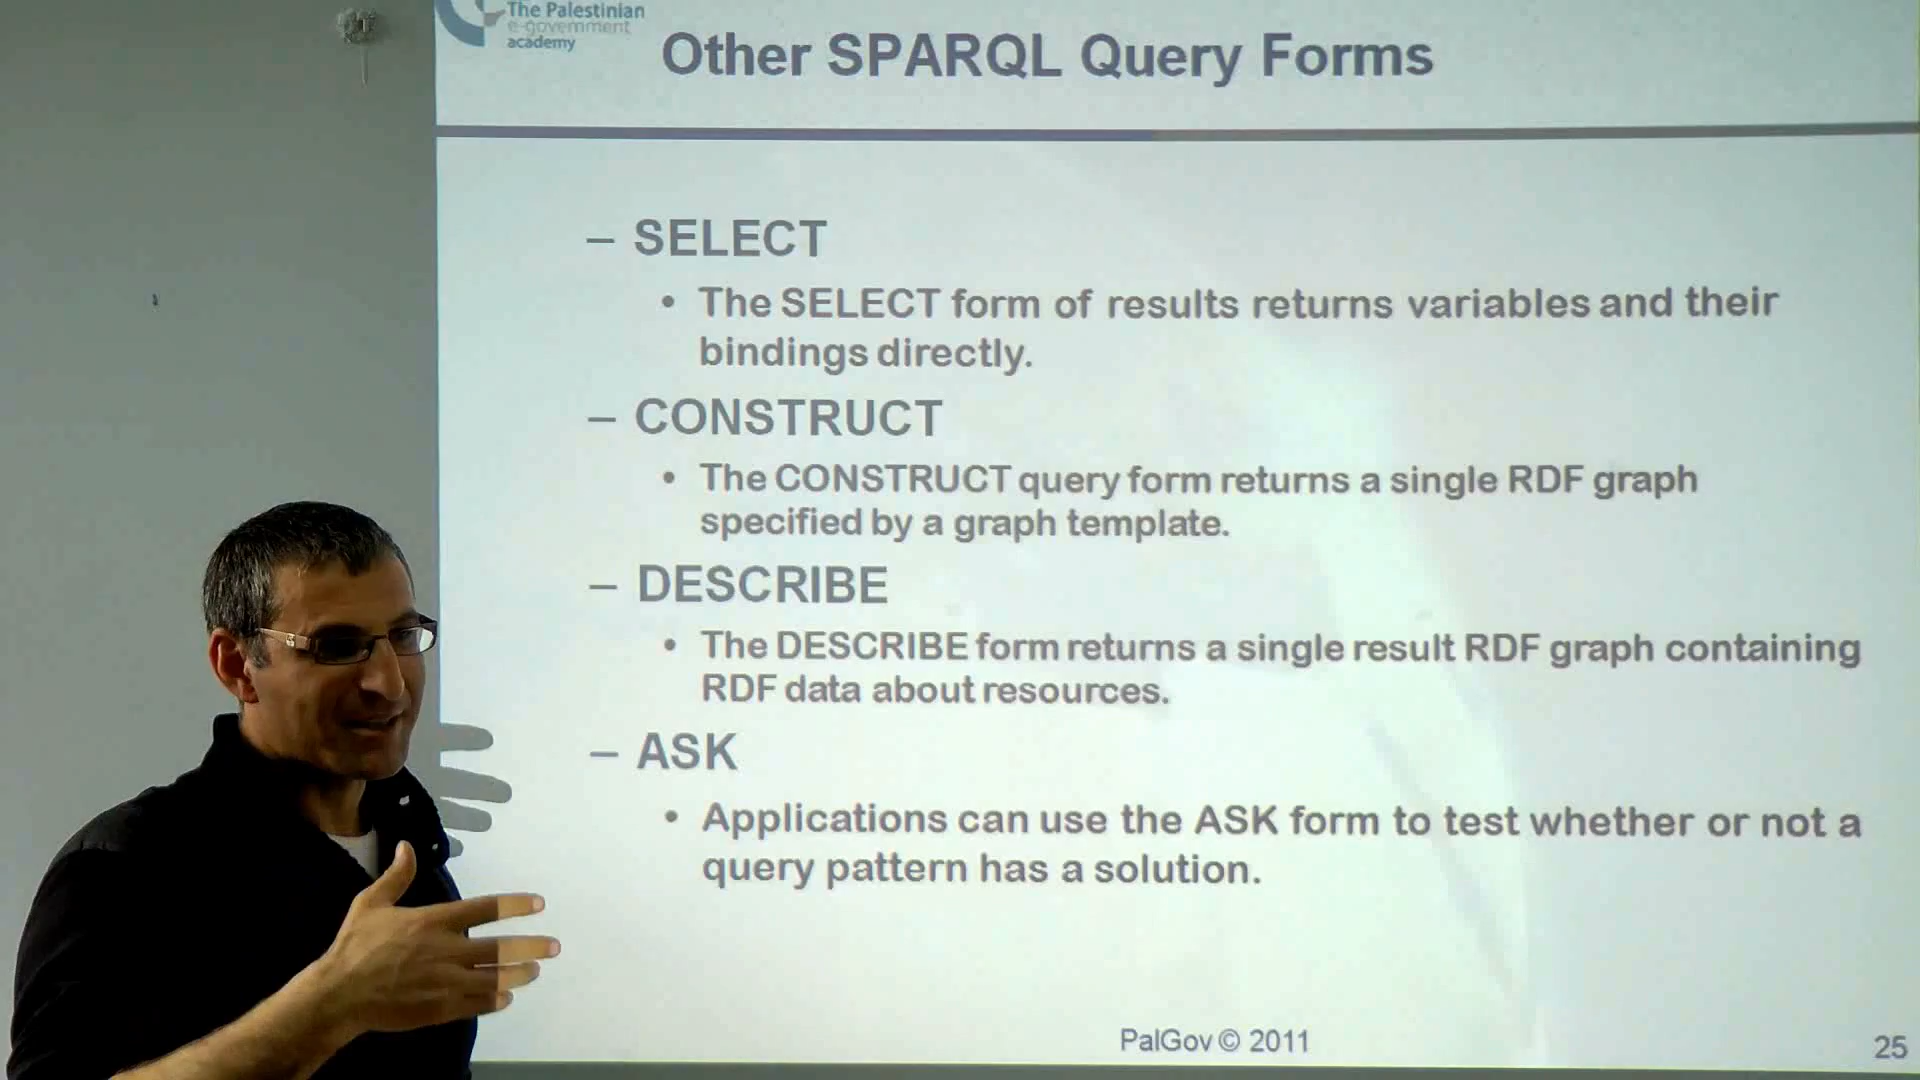 The Palestinian
e-government
academy
Other SPARQL Query Forms
– SELECT
• The SELECT form of results returns variables and their
bindings directly.
– CONSTRUCT
• The CONSTRUCT query form returns a single RDF graph
specified by a graph template.
– DESCRIBE
• The DESCRIBE form returns a single result RDF graph containing
RDF data about resources.
– ASK
• Applications can use the ASK form to test whether or not a
query pattern has a solution.
PalGov © 2011
25